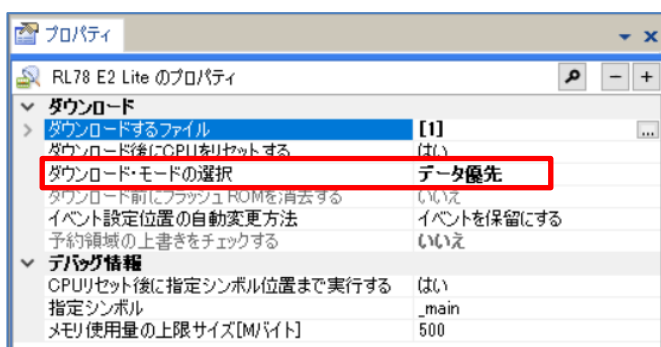 プロパティ
RL78 E2 Lite のプロパティ
ダウンロード
ダウンロードするファイル [1] ...
ダウンロード後にCPUをリセットする はい
ダウンロード・モードの選択 データ優先
ダウンロード前にフラッシュROMを消去する いいえ
イベント設定位置の自動変更方法 イベントを保留にする
予約領域の上書きをチェックする いいえ
デバッグ情報
CPUリセット後に指定シンボル位置まで実行する はい
指定シンボル _main
メモリ使用量の上限サイズ[Mバイト] 500